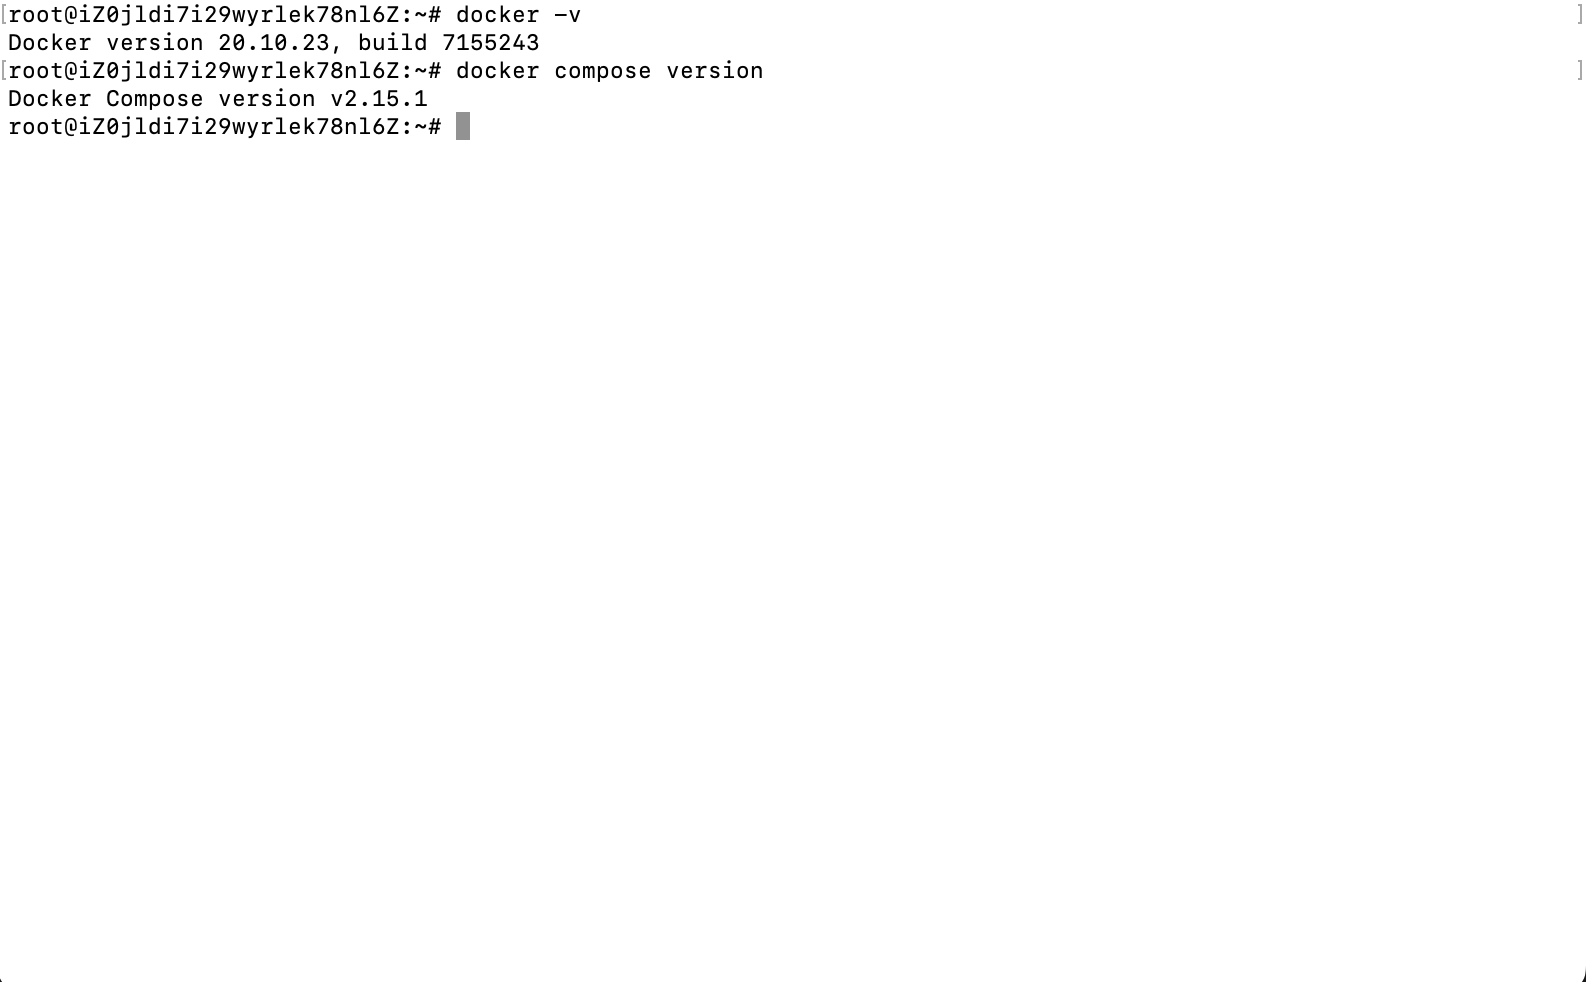 [root@iZ0jldi7i29wyrlek78nl6Z:~# docker -v ]
Docker version 20.10.23, build 7155243
[root@iZ0jldi7i29wyrlek78nl6Z:~# docker compose version ]
Docker Compose version v2.15.1
root@iZ0jldi7i29wyrlek78nl6Z:~#